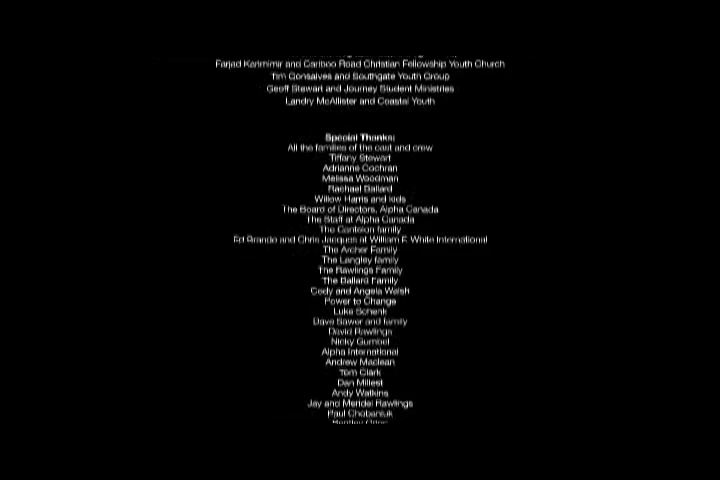 Farjad Karimimir and Cariboo Road Christian Fellowship Youth Church
Tim Gonsalves and Southgate Youth Group
Geoff Stewart and Journey Student Ministries
Landry McAllister and Coastal Youth
Special Thanks:
All the families of the cast and crew
Tiffany Stewart
Adrianne Cochran
Melissa Woodman
Rachael Ballard
Willow Harris and kids
The Board of Directors, Alpha Canada
The Staff at Alpha Canada
The Cantelon family
Ed Brando and Chris Jacques at William F. White International
The Archer Family
The Langley family
The Rawlings Family
The Ballard Family
Cody and Angela Walsh
Power to Change
Luke Schenk
Dave Sawer and family
David Rawlings
Nicky Gumbel
Alpha International
Andrew Maclean
Tom Clark
Dan Millest
Andy Watkins
Jay and Meridel Rawlings
Paul Chobaniuk